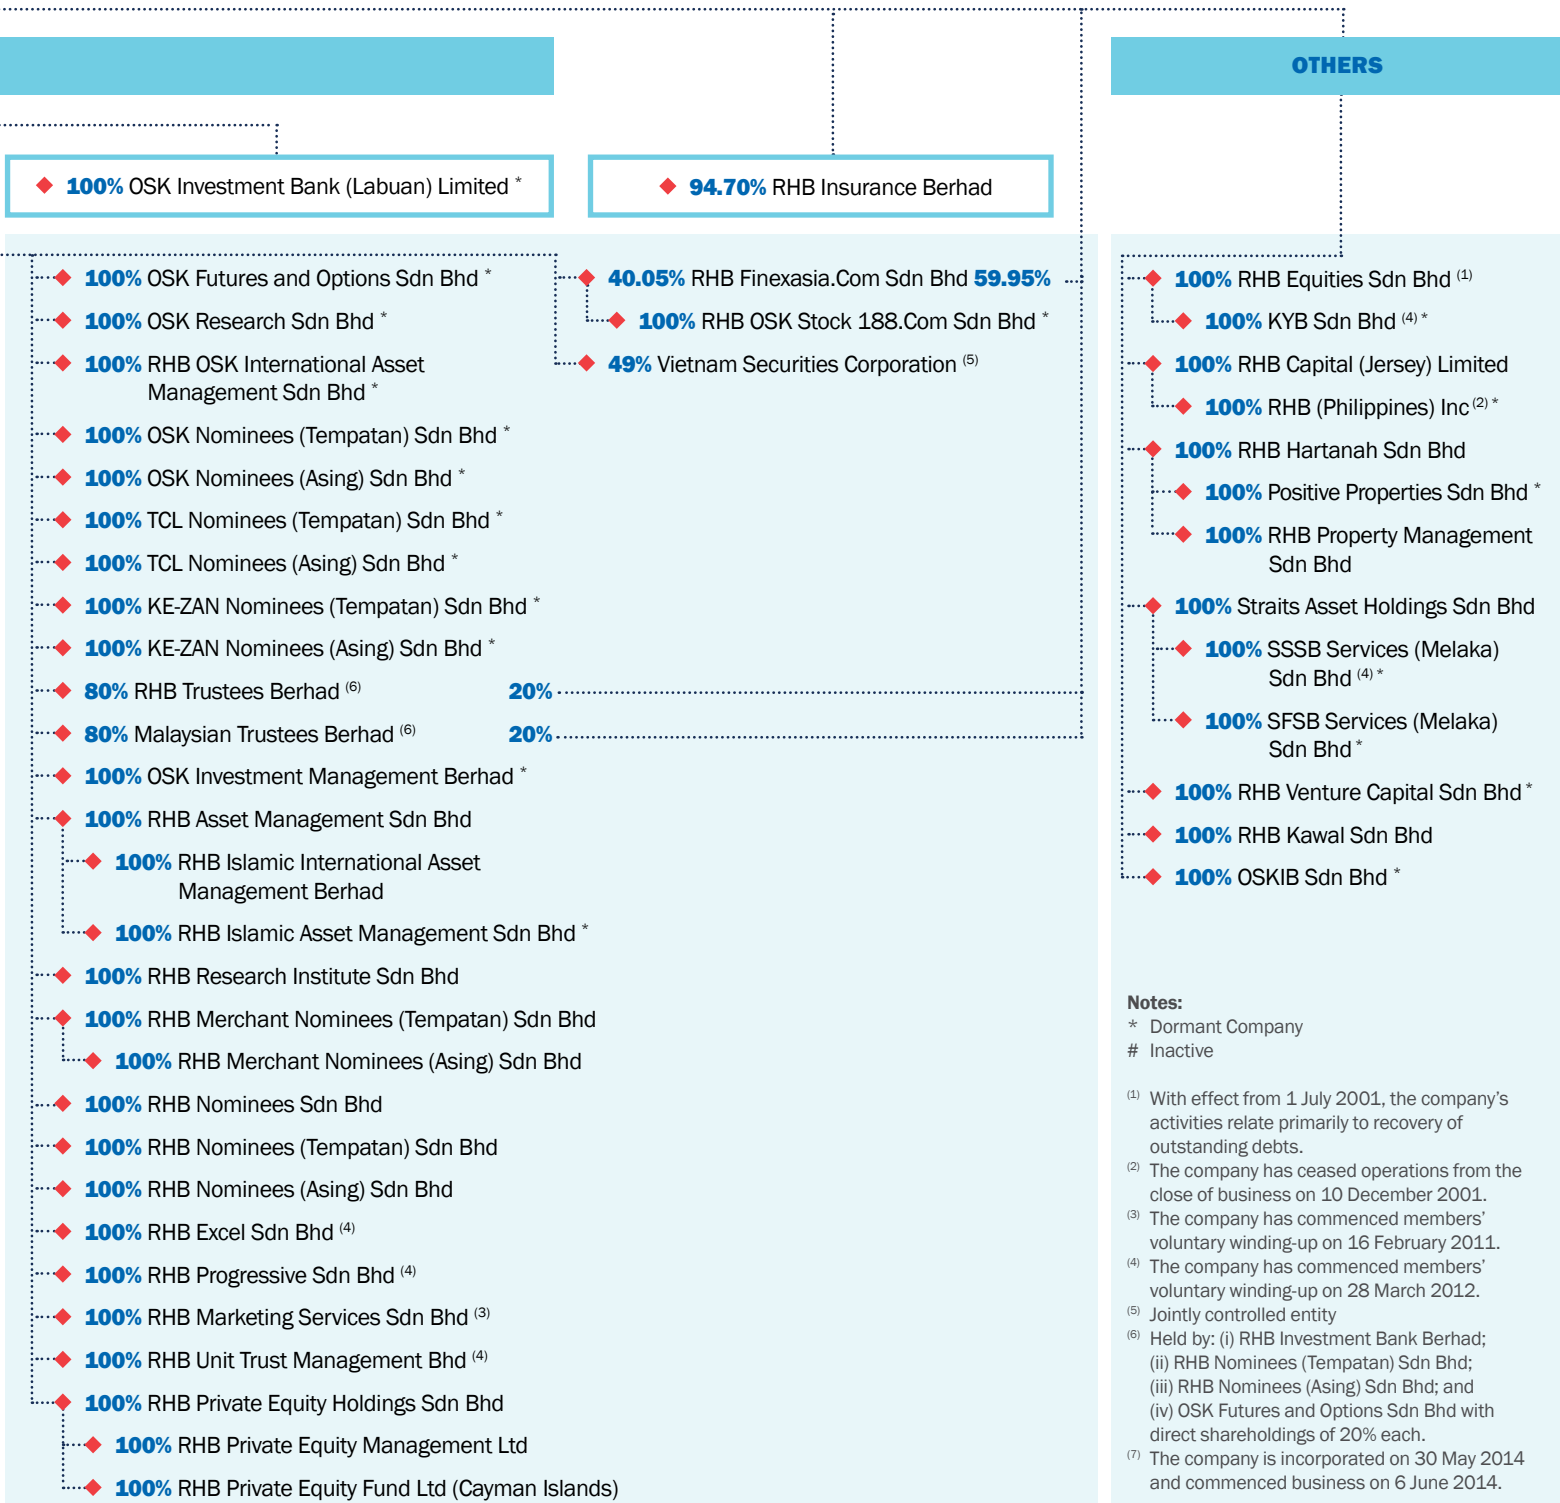 OTHERS
◆ 100% OSK Investment Bank (Labuan) Limited *
◆ 94.70% RHB Insurance Berhad
◆ 100% OSK Futures and Options Sdn Bhd *
◆ 100% OSK Research Sdn Bhd *
◆ 100% RHB OSK International Asset
Management Sdn Bhd *
◆ 100% OSK Nominees (Tempatan) Sdn Bhd *
◆ 100% OSK Nominees (Asing) Sdn Bhd *
◆ 100% TCL Nominees (Tempatan) Sdn Bhd *
◆ 100% TCL Nominees (Asing) Sdn Bhd *
◆ 100% KE-ZAN Nominees (Tempatan) Sdn Bhd *
◆ 100% KE-ZAN Nominees (Asing) Sdn Bhd *
◆ 80% RHB Trustees Berhad (6) 20%
◆ 80% Malaysian Trustees Berhad (6) 20%
◆ 100% OSK Investment Management Berhad *
◆ 100% RHB Asset Management Sdn Bhd
◆ 100% RHB Islamic International Asset
Management Berhad
◆ 100% RHB Islamic Asset Management Sdn Bhd *
◆ 100% RHB Research Institute Sdn Bhd
◆ 100% RHB Merchant Nominees (Tempatan) Sdn Bhd
◆ 100% RHB Merchant Nominees (Asing) Sdn Bhd
◆ 100% RHB Nominees Sdn Bhd
◆ 100% RHB Nominees (Tempatan) Sdn Bhd
◆ 100% RHB Nominees (Asing) Sdn Bhd
◆ 100% RHB Excel Sdn Bhd (4)
◆ 100% RHB Progressive Sdn Bhd (4)
◆ 100% RHB Marketing Services Sdn Bhd (3)
◆ 100% RHB Unit Trust Management Bhd (4)
◆ 100% RHB Private Equity Holdings Sdn Bhd
◆ 100% RHB Private Equity Management Ltd
◆ 100% RHB Private Equity Fund Ltd (Cayman Islands)
◆ 40.05% RHB Finexasia.Com Sdn Bhd 59.95%
◆ 100% RHB OSK Stock 188.Com Sdn Bhd *
◆ 49% Vietnam Securities Corporation (5)
◆ 100% RHB Equities Sdn Bhd (1)
◆ 100% KYB Sdn Bhd (4) *
◆ 100% RHB Capital (Jersey) Limited
◆ 100% RHB (Philippines) Inc (2) *
◆ 100% RHB Hartanah Sdn Bhd
◆ 100% Positive Properties Sdn Bhd *
◆ 100% RHB Property Management
Sdn Bhd
◆ 100% Straits Asset Holdings Sdn Bhd
◆ 100% SSSB Services (Melaka)
Sdn Bhd (4) *
◆ 100% SFSB Services (Melaka)
Sdn Bhd *
◆ 100% RHB Venture Capital Sdn Bhd *
◆ 100% RHB Kawal Sdn Bhd
◆ 100% OSKIB Sdn Bhd *
Notes:
* Dormant Company
# Inactive
(1) With effect from 1 July 2001, the company's
activities relate primarily to recovery of
outstanding debts.
(2) The company has ceased operations from the
close of business on 10 December 2001.
(3) The company has commenced members'
voluntary winding-up on 16 February 2011.
(4) The company has commenced members'
voluntary winding-up on 28 March 2012.
(5) Jointly controlled entity
(6) Held by: (i) RHB Investment Bank Berhad;
(ii) RHB Nominees (Tempatan) Sdn Bhd;
(iii) RHB Nominees (Asing) Sdn Bhd; and
(iv) OSK Futures and Options Sdn Bhd with
direct shareholdings of 20% each.
(7) The company is incorporated on 30 May 2014
and commenced business on 6 June 2014.